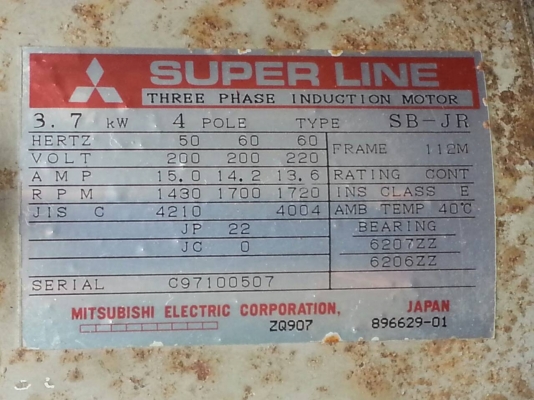 SUPER LINE
THREE PHASE INDUCTION MOTOR
3.7 kW 4 POLE TYPE SB-JR
HERTZ 50 60 60 FRAME 112M
VOLT 200 200 220
AMP 15.0 14.2 13.6 RATING CONT
RPM 1430 1700 1720 INS CLASS E
JIS C 4210 4004 AMB TEMP 40℃
JP 22 BEARING
JC 0 6207ZZ
6206ZZ
SERIAL C97100507
MITSUBISHI ELECTRIC CORPORATION, JAPAN
ZQ907 896629-01